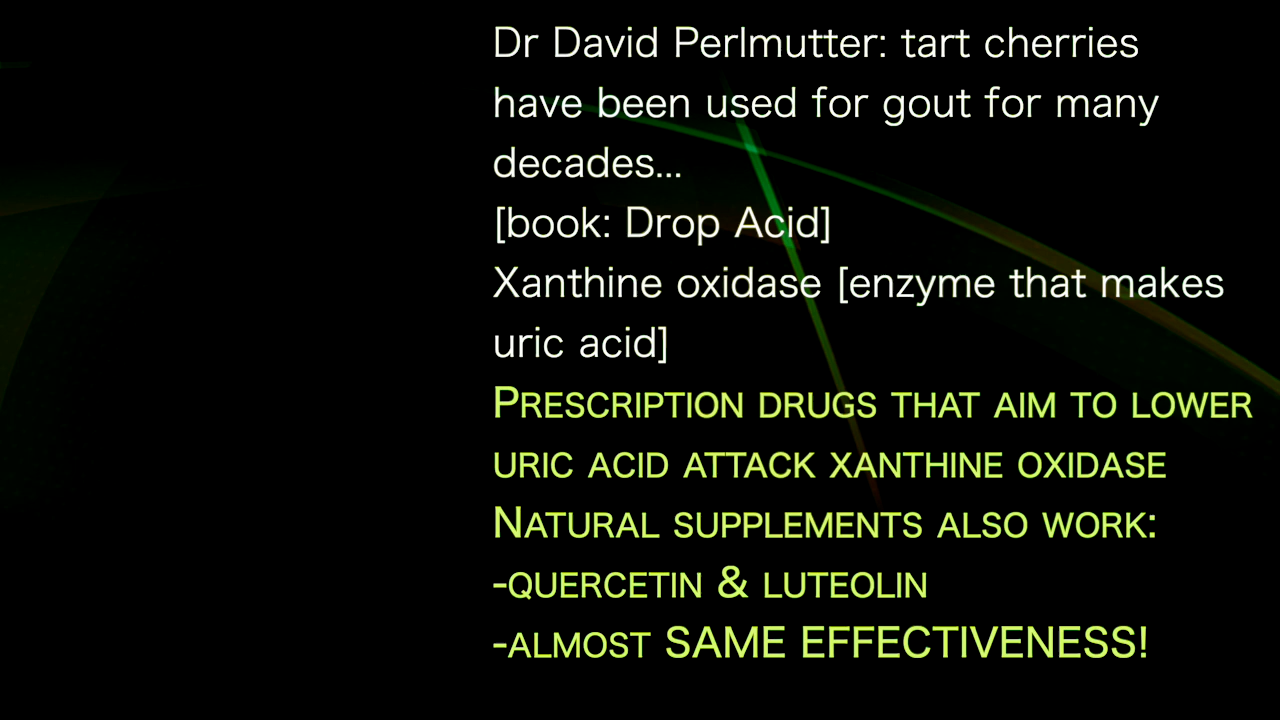 Dr David Perlmutter: tart cherries
have been used for gout for many
decades...
[book: Drop Acid]
Xanthine oxidase [enzyme that makes
uric acid]
PRESCRIPTION DRUGS THAT AIM TO LOWER
URIC ACID ATTACK XANTHINE OXIDASE
NATURAL SUPPLEMENTS ALSO WORK:
-QUERCETIN & LUTEOLIN
-ALMOST SAME EFFECTIVENESS!